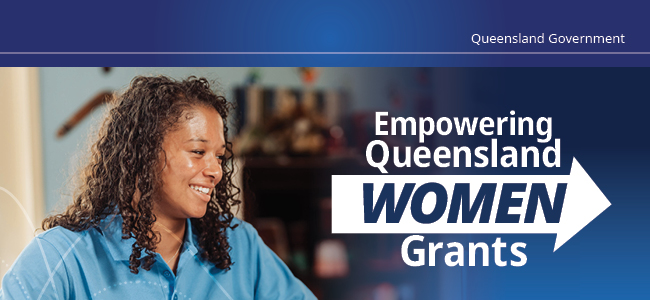 Queensland Government
Empowering
Queensland
WOMEN
Grants